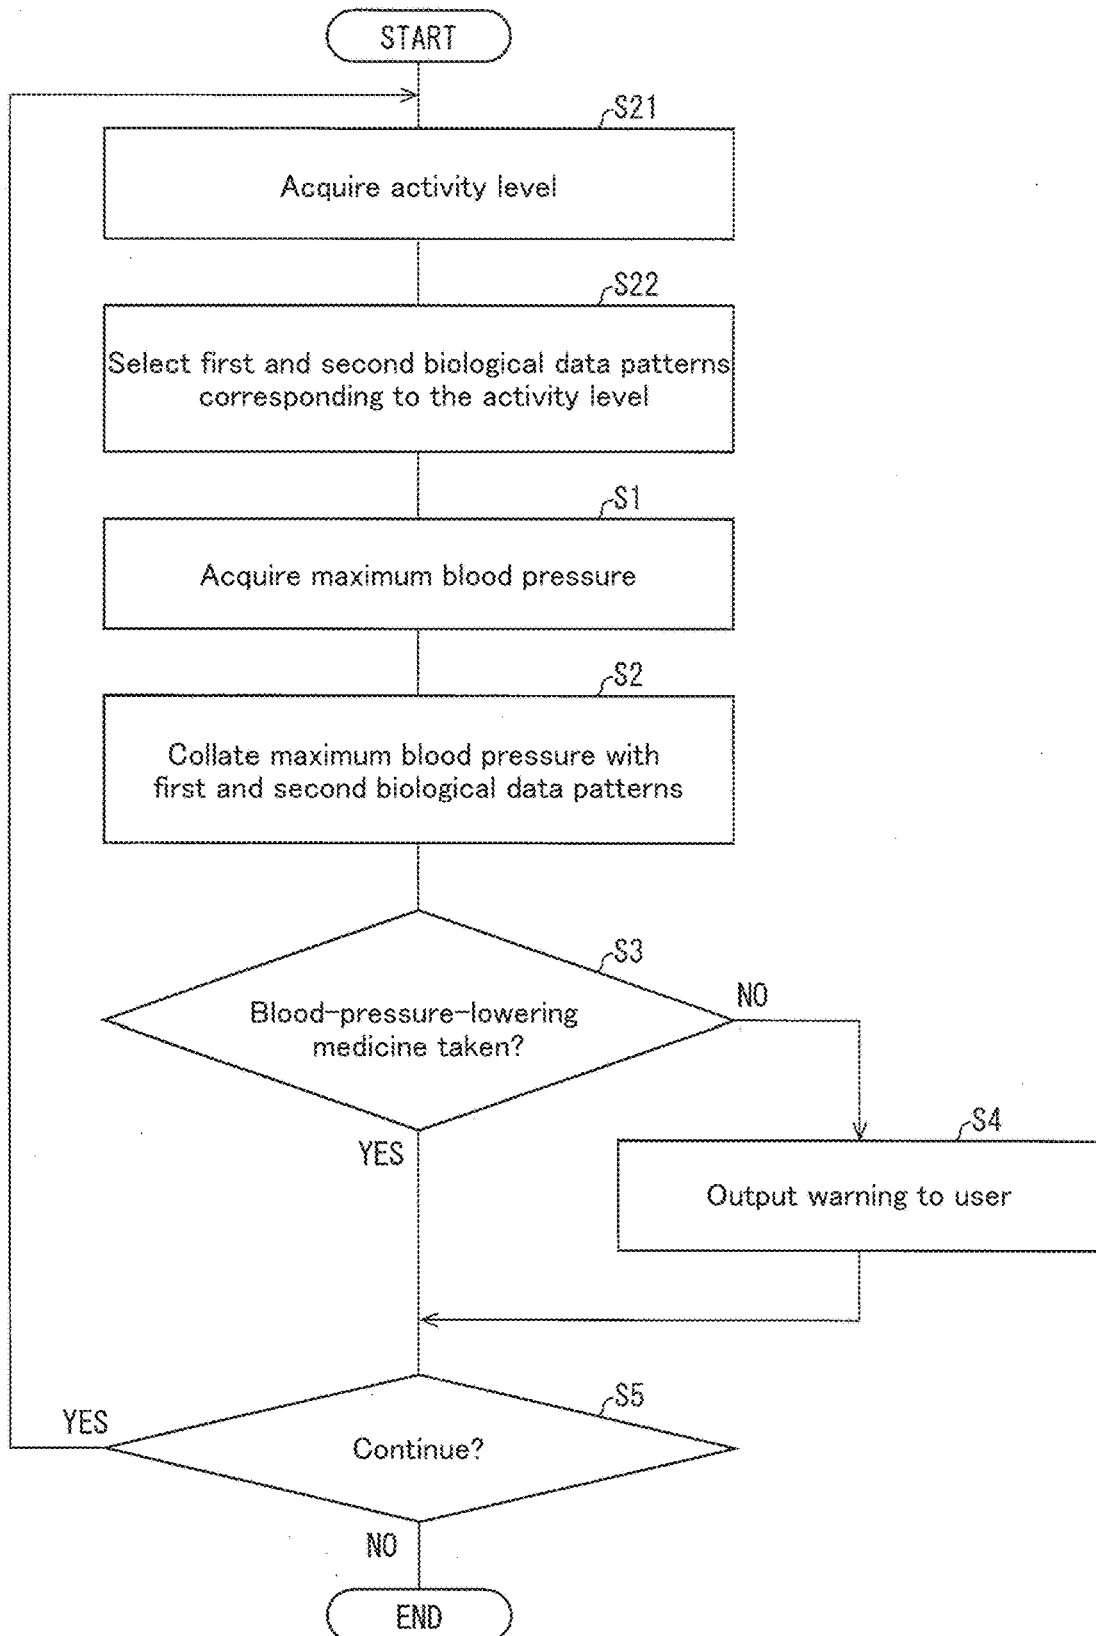 START
S21
Acquire activity level
S22
Select first and second biological data patterns
corresponding to the activity level
S1
Acquire maximum blood pressure
S2
Collate maximum blood pressure with
first and second biological data patterns
S3
Blood-pressure-lowering
medicine taken?
NO
YES
S4
Output warning to user
S5
Continue?
YES
NO
END